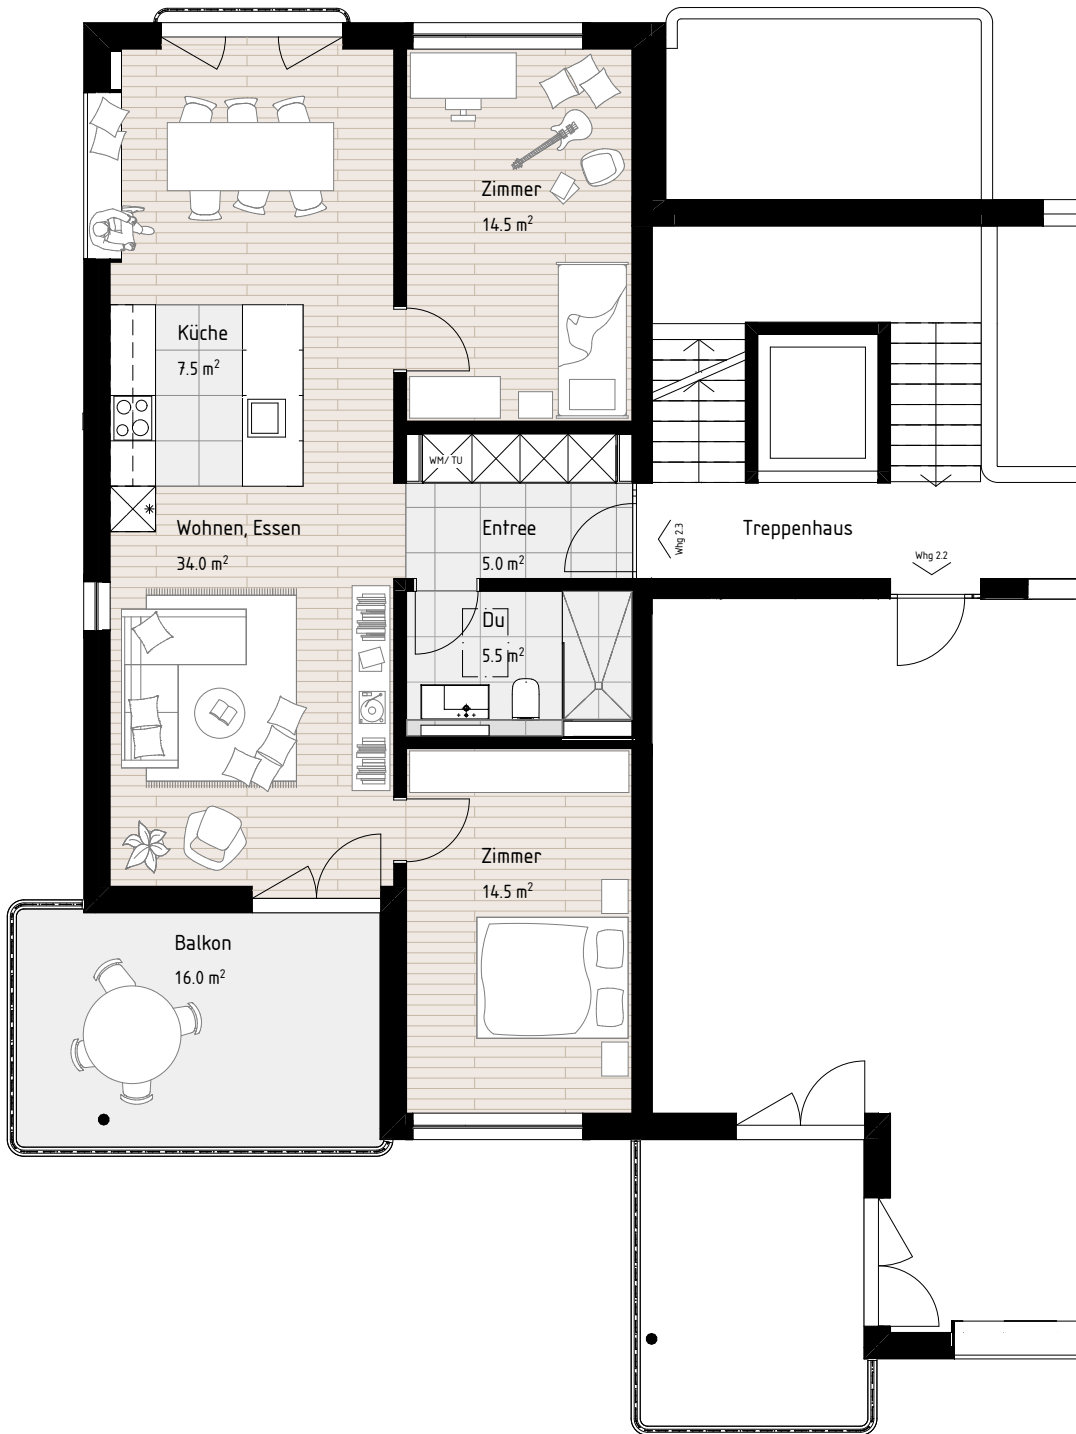 Zimmer
14.5 m²
Küche
7.5 m²
WM/TU
Wohnen, Essen
34.0 m²
Entree
5.0 m²
Whg 2.3
Treppenhaus
Whg 2.2
Du
5.5 m²
Zimmer
14.5 m²
Balkon
16.0 m²